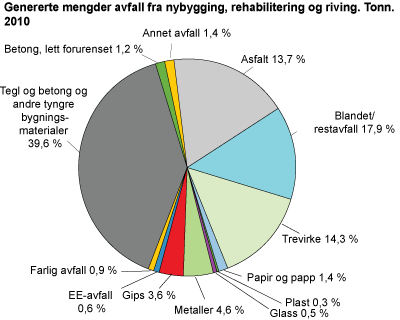 Genererte mengder avfall fra nybygging, rehabilitering og riving. Tonn.
2010
Annet avfall 1,4 %
Betong, lett forurenset 1,2 %
Asfalt 13,7 %
Tegl og betong og
andre tyngre
bygnings-
materialer
39,6 %
Blandet/
restavfall 17,9 %
Trevirke 14,3 %
Farlig avfall 0,9 %
Papir og papp 1,4 %
EE-avfall
0,6 %
Gips 3,6 %
Metaller 4,6 %
Plast 0,3 %
Glass 0,5 %